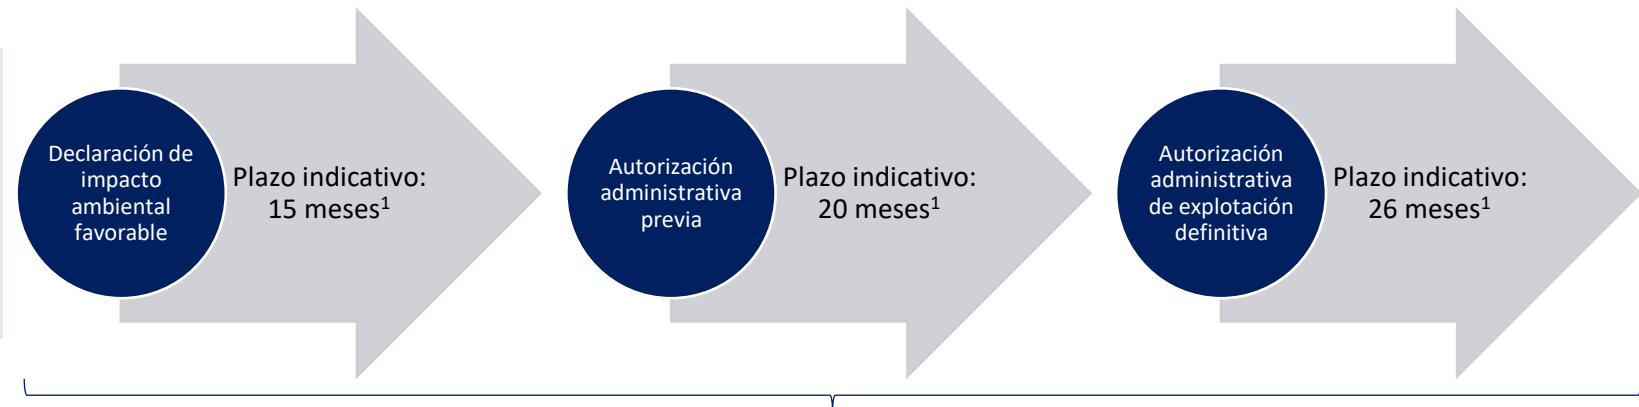 Declaración de
impacto
ambiental
favorable
Plazo indicativo:
15 meses¹
Autorización
administrativa
previa
Plazo indicativo:
20 meses¹
Autorización
administrativa
de explotación
definitiva
Plazo indicativo:
26 meses¹